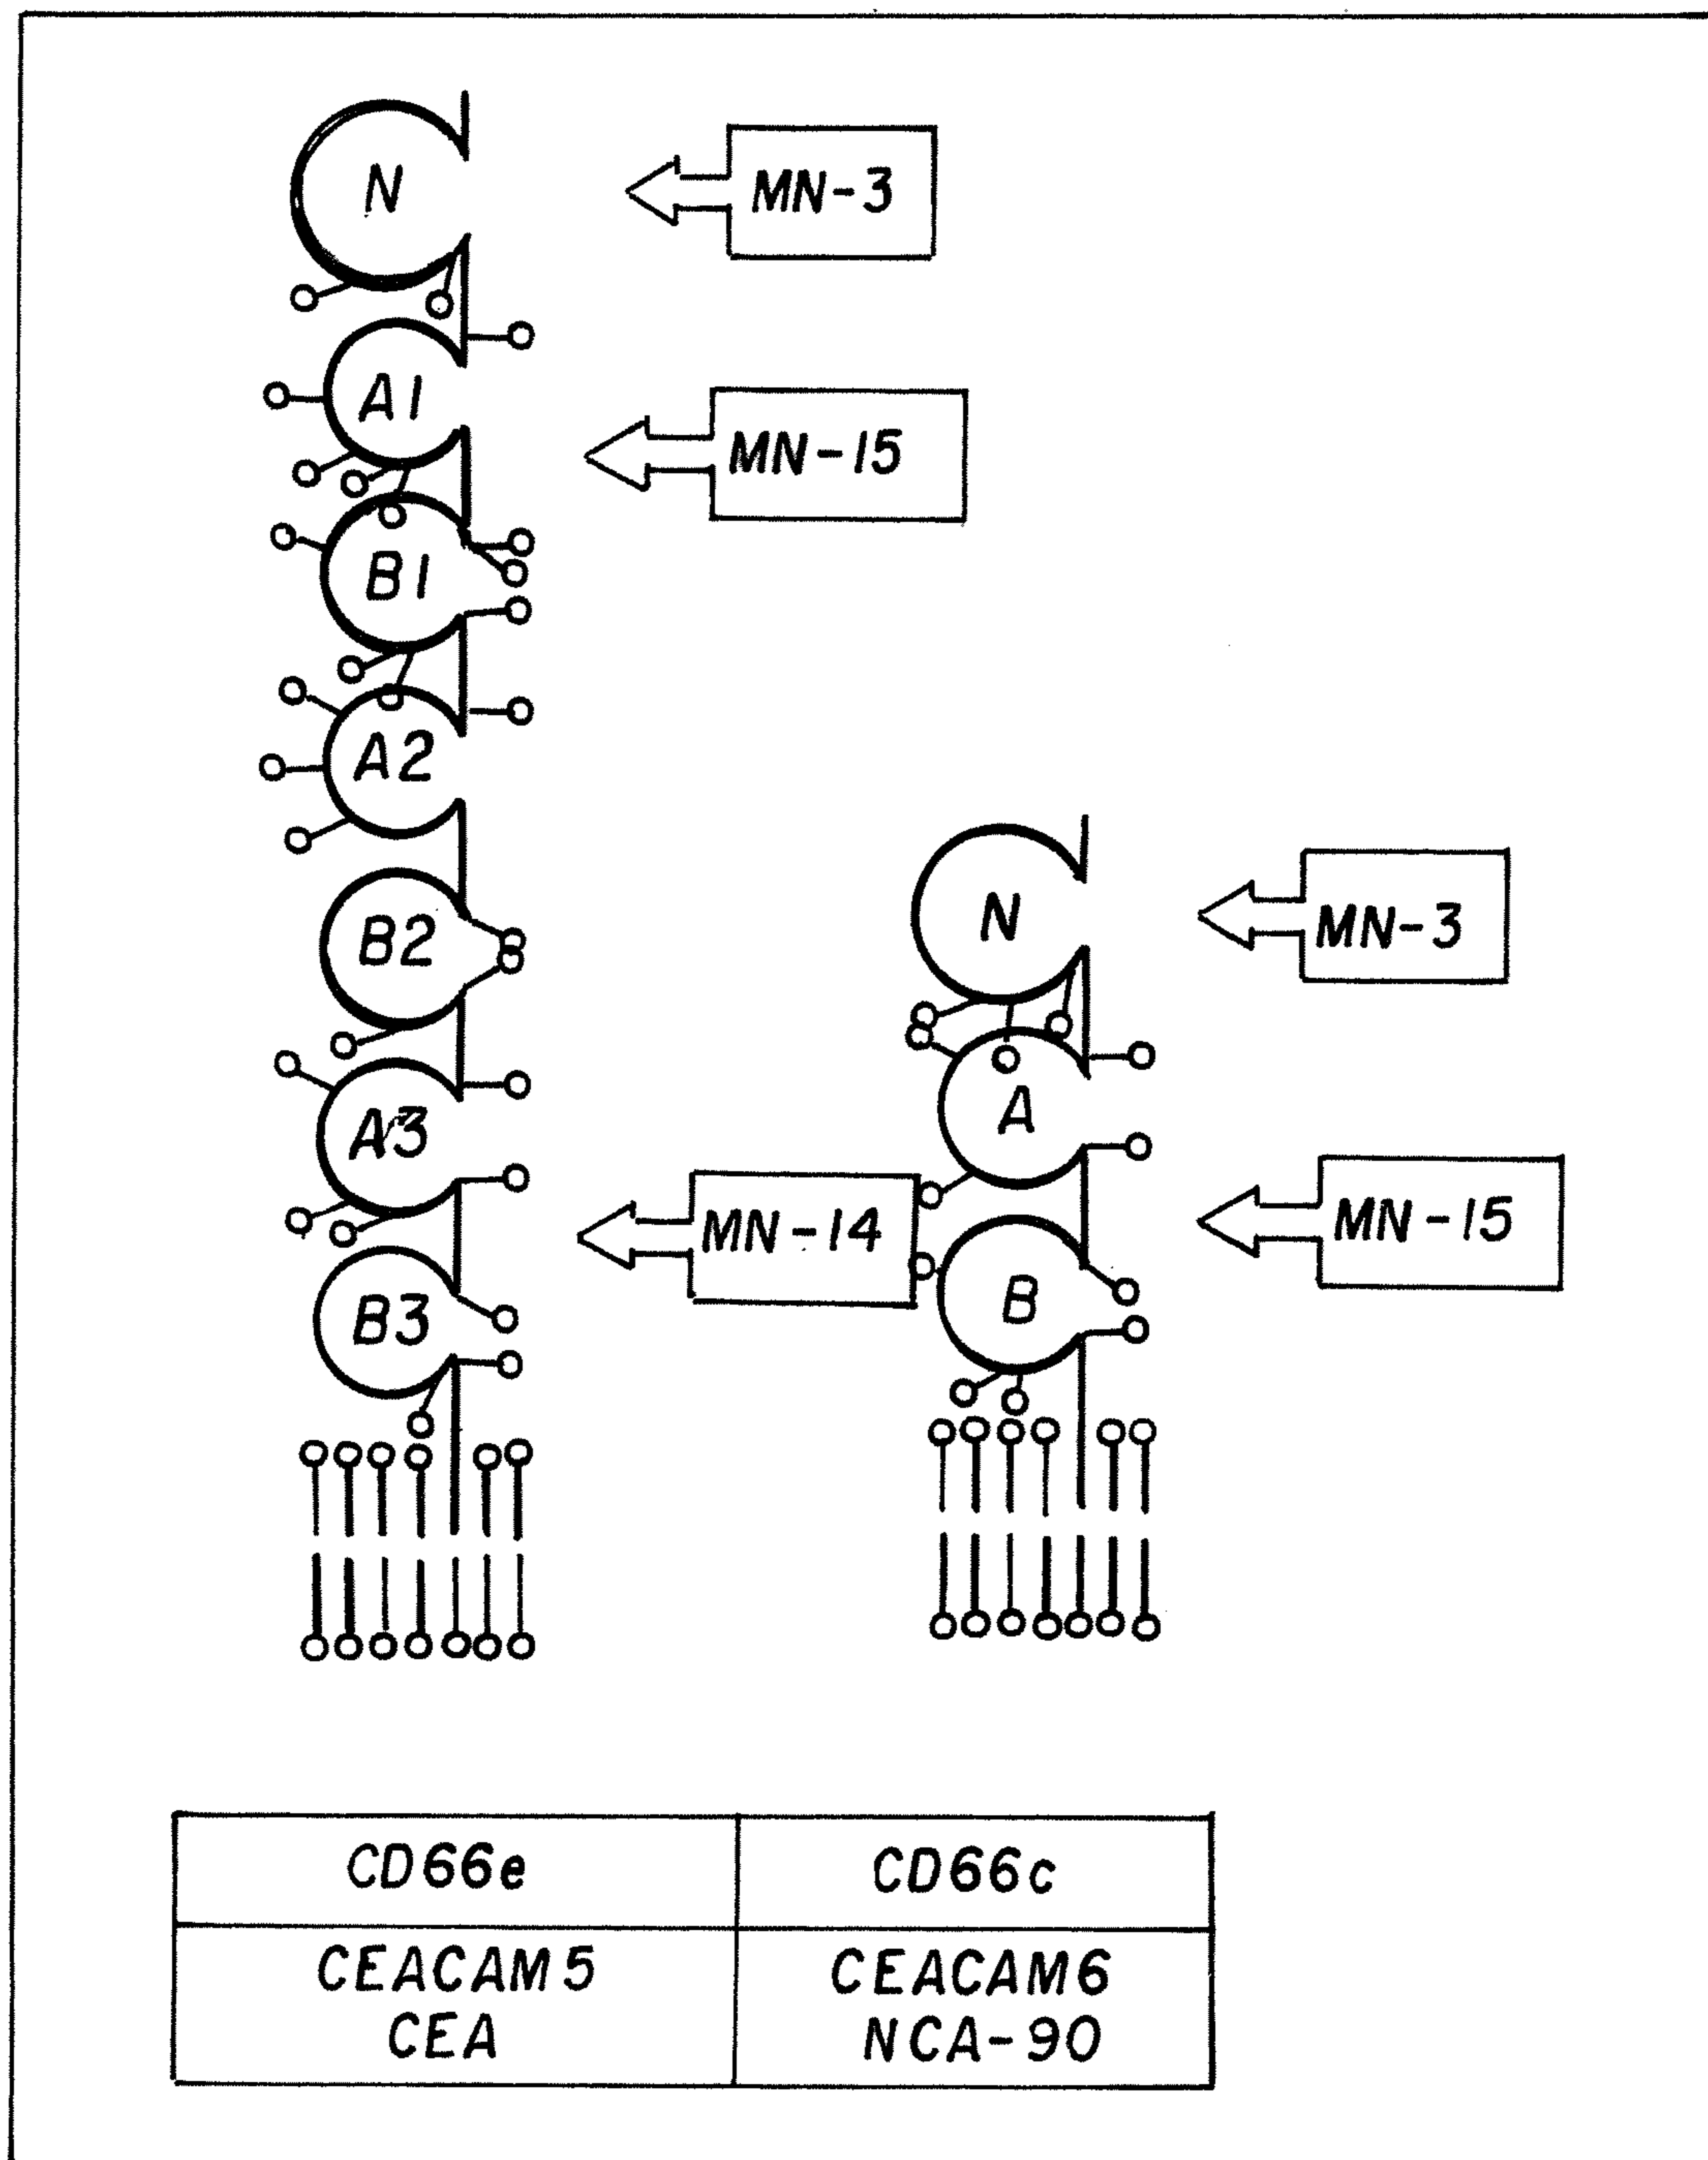 N
MN-3
A1
MN-15
B1
A2
B2
A3
MN-14
B3
N
MN-3
A
MN-15
B
CD66e
CD66c
CEACAM5
CEA
CEACAM6
NCA-90